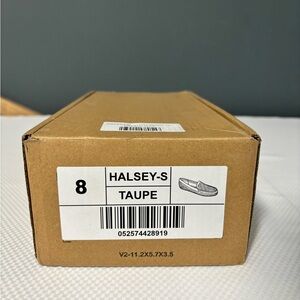 8
HALSEY-S
TAUPE
052574428919
V2-11.2X5.7X3.5